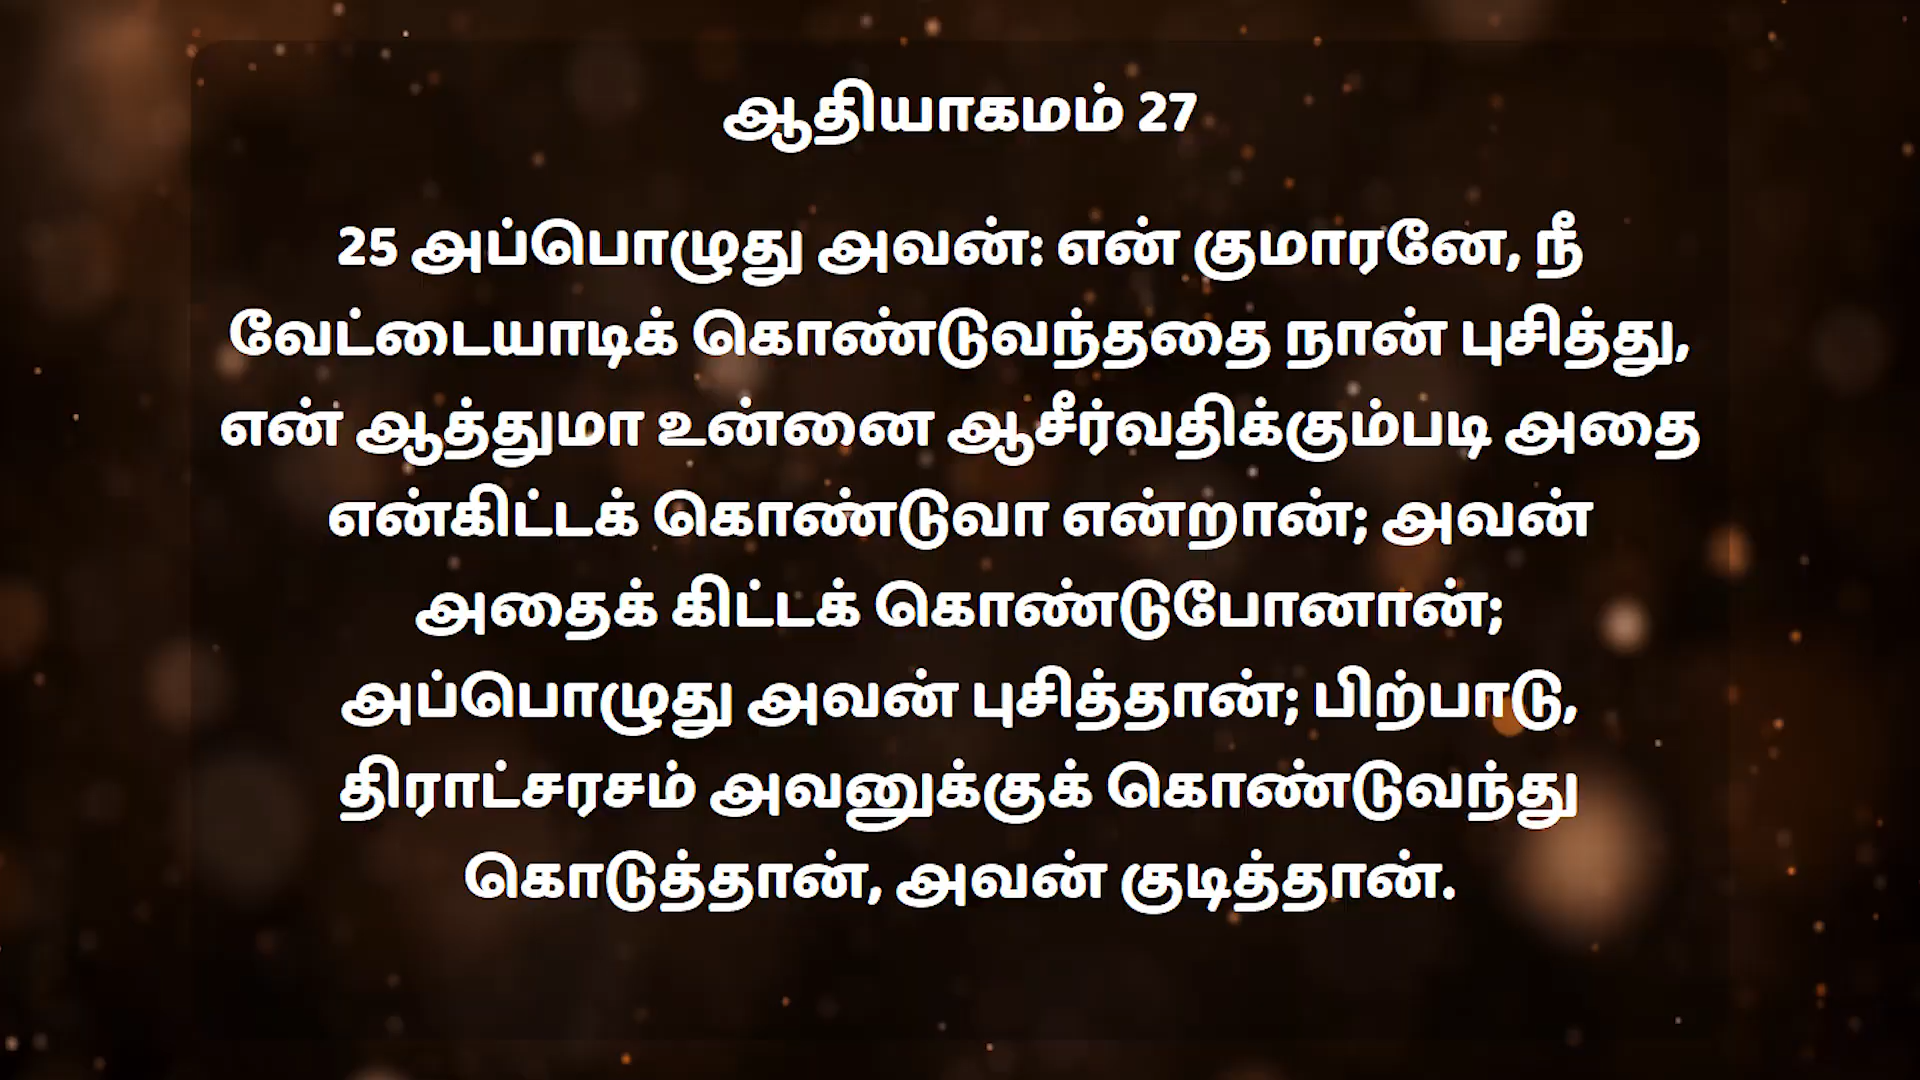 ஆதியாகமம் 27
25 அப்பொழுது அவன்: என் குமாரனே, நீ
வேட்டையாடிக் கொண்டுவந்ததை நான் புசித்து,
என் ஆத்துமா உன்னை ஆசீர்வதிக்கும்படி அதை
என்கிட்டக் கொண்டுவா என்றான்; அவன்
அதைக் கிட்டக் கொண்டுபோனான்;
அப்பொழுது அவன் புசித்தான்; பிற்பாடு,
திராட்சரசம் அவனுக்குக் கொண்டுவந்து
கொடுத்தான், அவன் குடித்தான்.